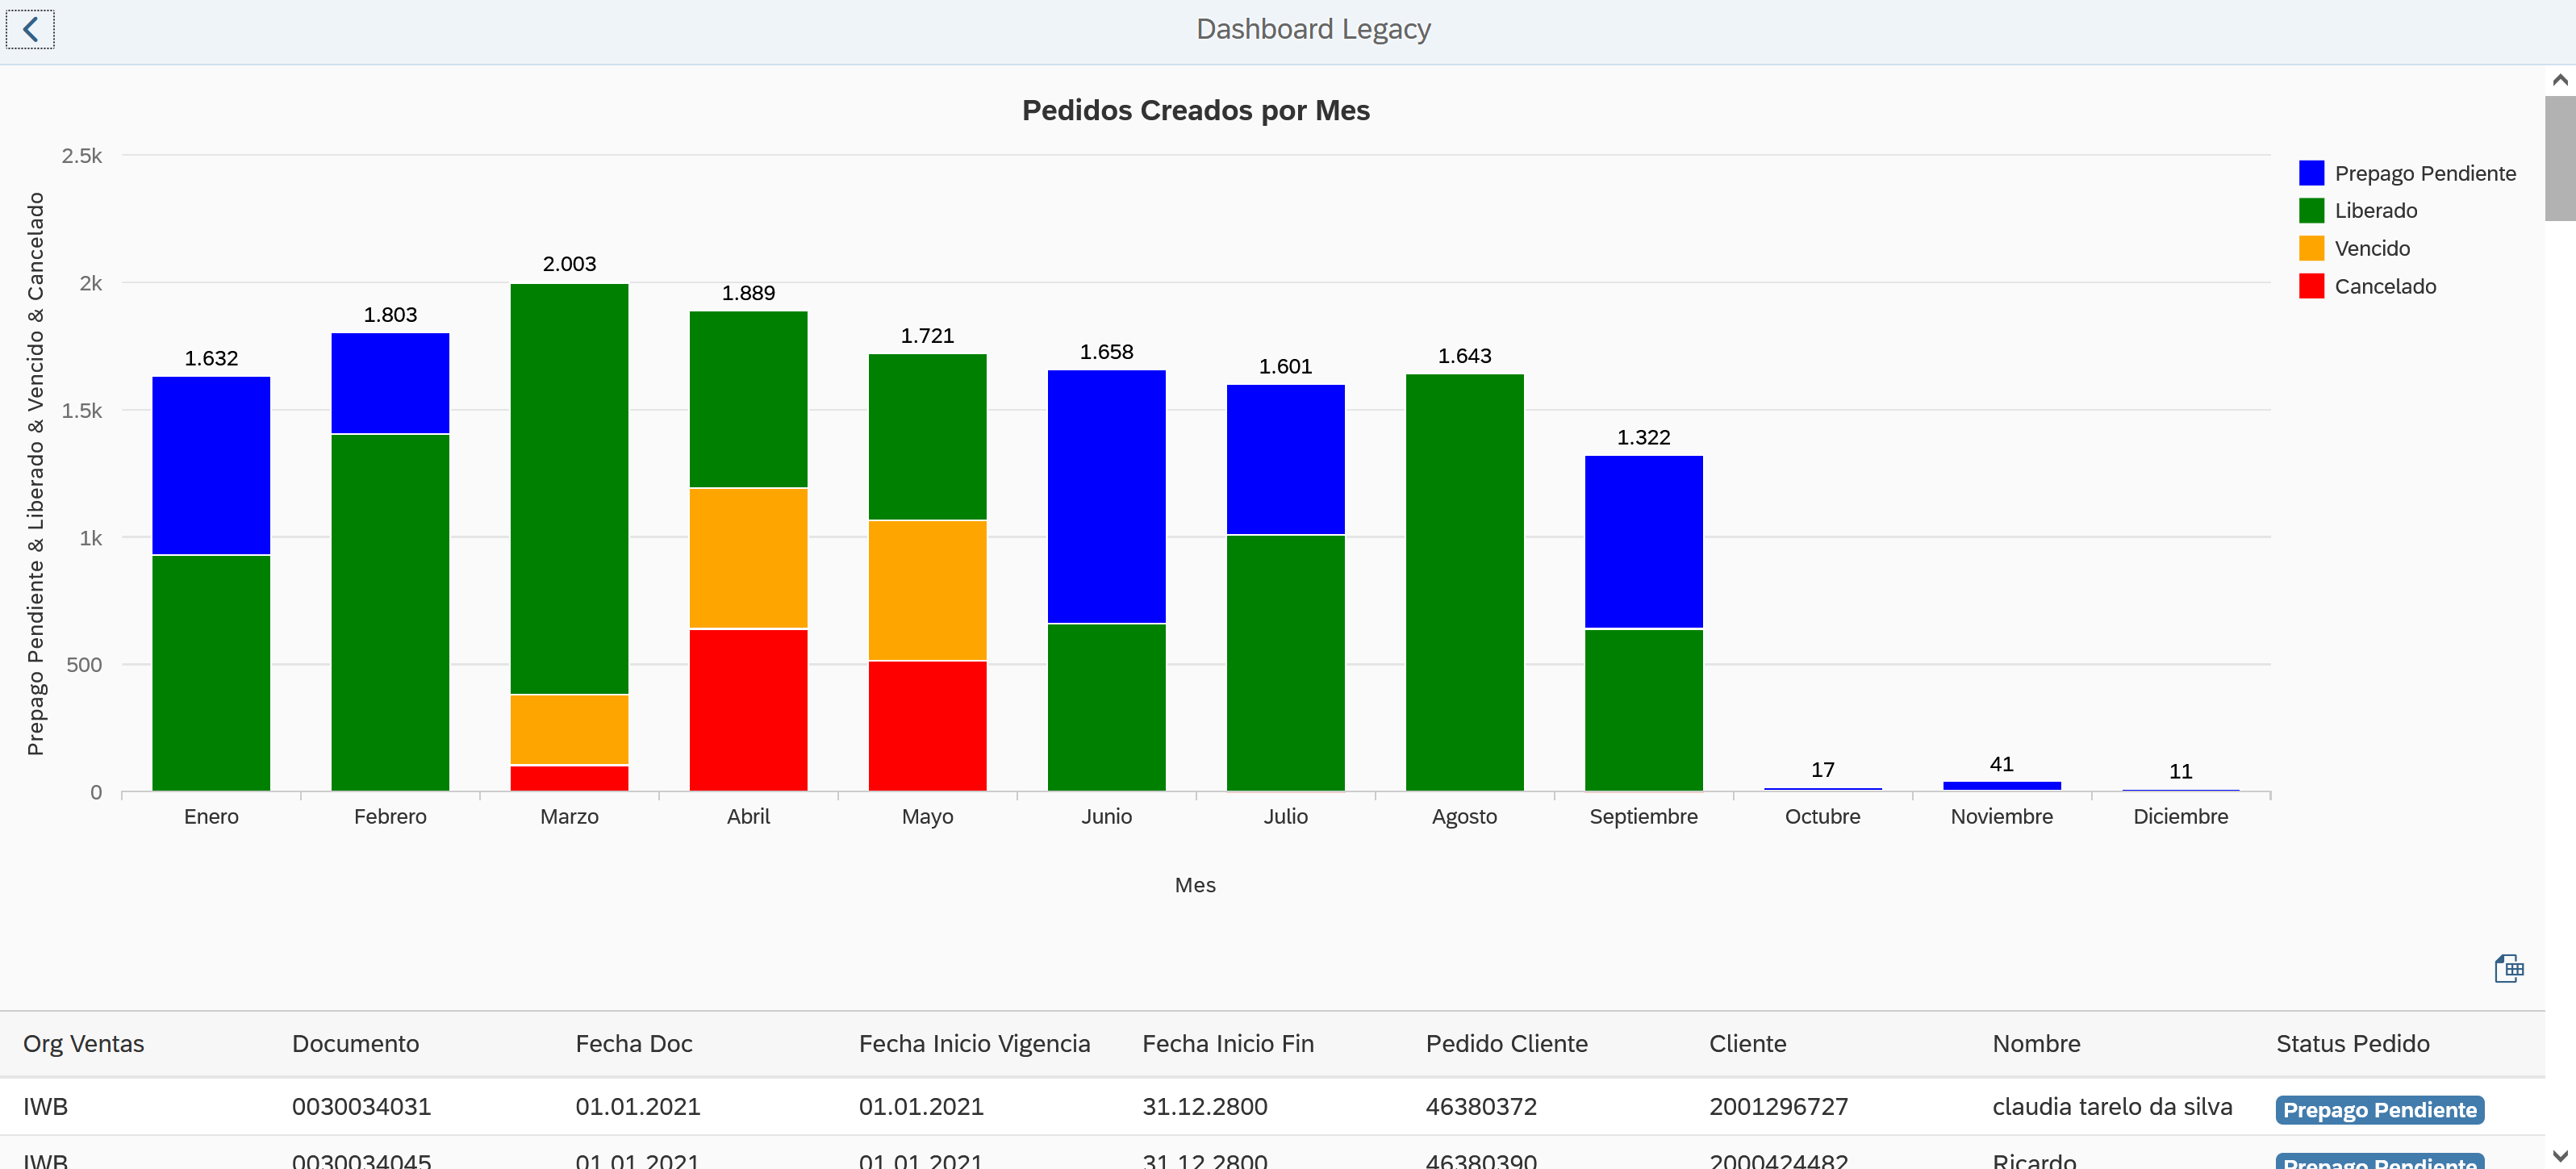 Dashboard Legacy
Pedidos Creados por Mes
Prepago Pendiente & Liberado & Vencido & Cancelado
2.5k
2k
1.5k
1k
500
0
1.632
1.803
2.003
1.889
1.721
1.658
1.601
1.643
1.322
17
41
11
Enero Febrero Marzo Abril Mayo Junio Julio Agosto Septiembre Octubre Noviembre Diciembre
Mes
Prepago Pendiente
Liberado
Vencido
Cancelado
Org Ventas Documento Fecha Doc Fecha Inicio Vigencia Fecha Inicio Fin Pedido Cliente Cliente Nombre Status Pedido
IWB 0030034031 01.01.2021 01.01.2021 31.12.2800 46380372 2001296727 claudia tarelo da silva Prepago Pendiente
IWB 0030034045 01.01.2021 01.01.2021 31.12.2800 46380390 2000424482 Ricardo Prepago Pendiente